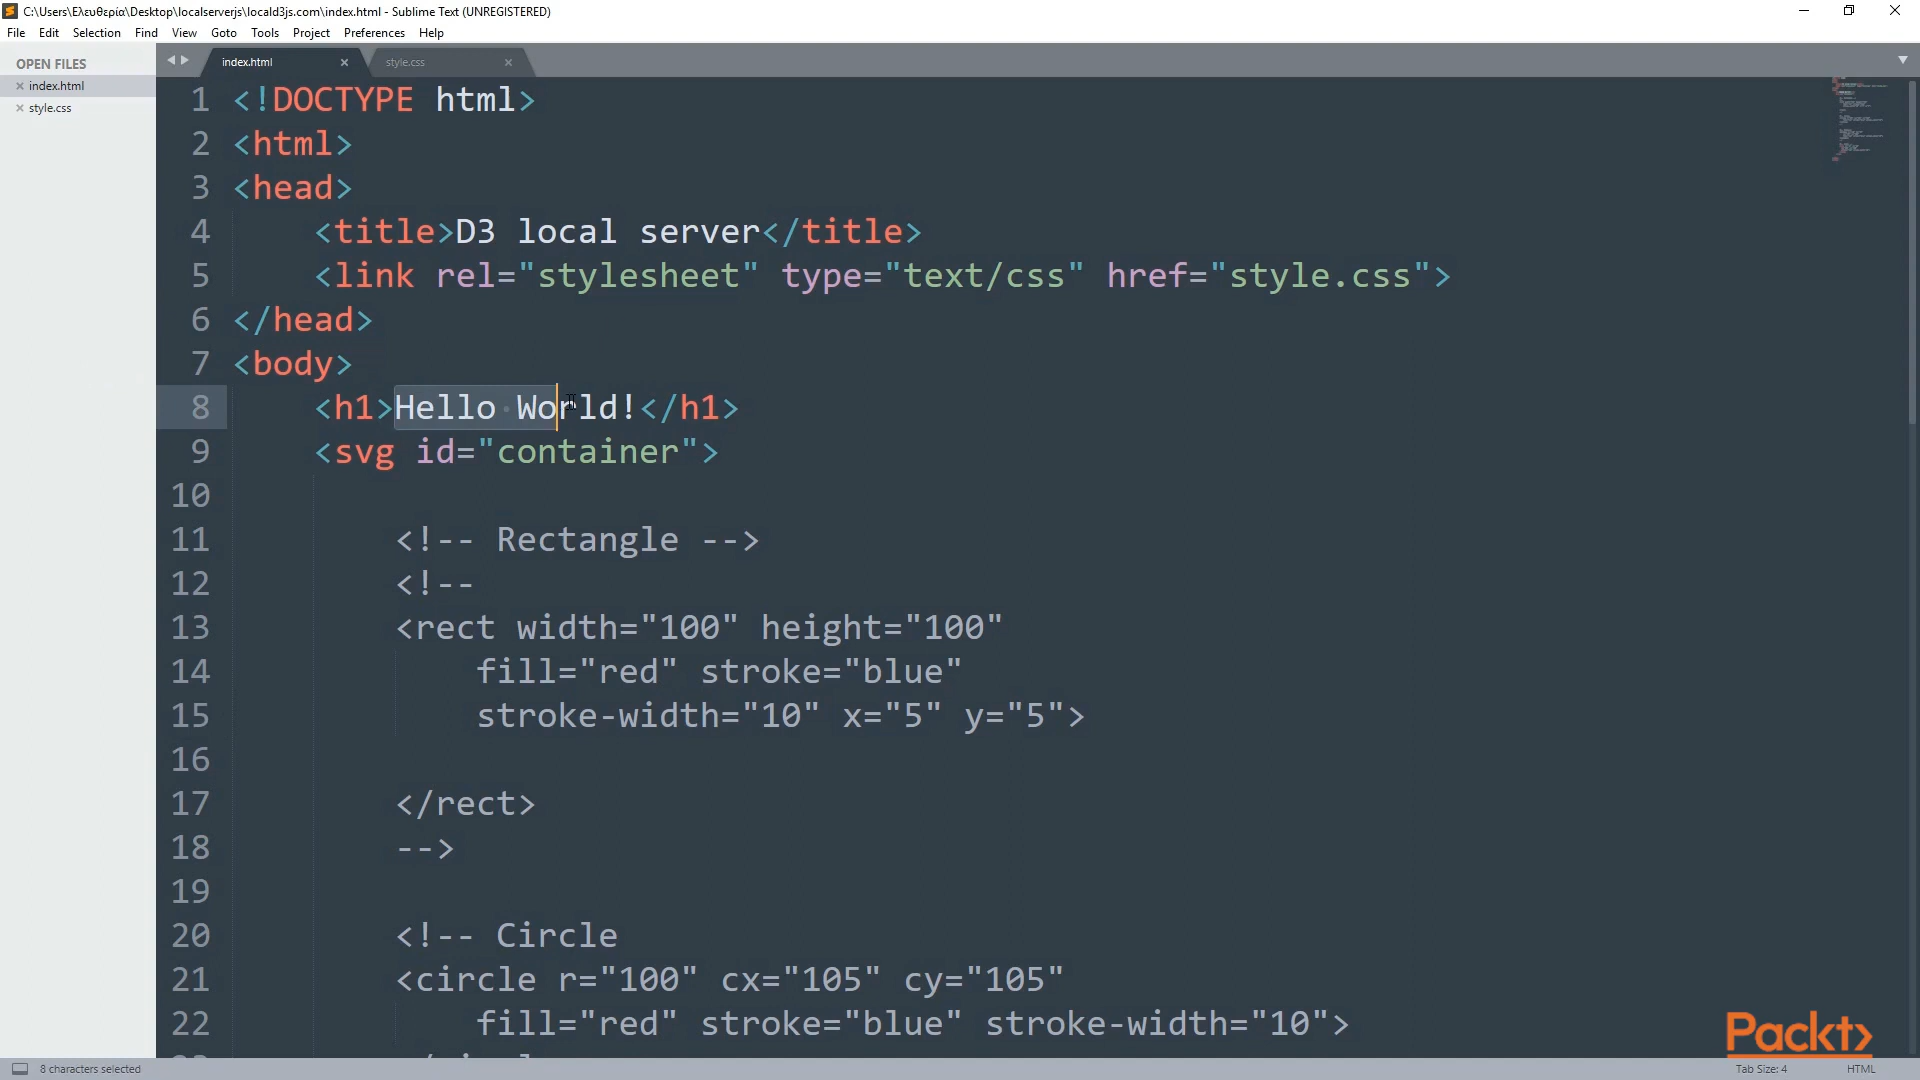 C:\Users\Ελευθερία\Desktop\localserverjs\locald3js.com\index.html - Sublime Text (UNREGISTERED)
File Edit Selection Find View Goto Tools Project Preferences Help
OPEN FILES
index.html
style.css
index.html style.css
1 <!DOCTYPE html>
2 <html>
3 <head>
4 <title>D3 local server</title>
5 <link rel="stylesheet" type="text/css" href="style.css">
6 </head>
7 <body>
8 <h1>Hello World!</h1>
9 <svg id="container">
10
11 <!-- Rectangle -->
12 <!--
13 <rect width="100" height="100"
14 fill="red" stroke="blue"
15 stroke-width="10" x="5" y="5">
16
17 </rect>
18 -->
19
20 <!-- Circle
21 <circle r="100" cx="105" cy="105"
22 fill="red" stroke="blue" stroke-width="10">
Packt>
8 characters selected
Tab Size: 4 HTML